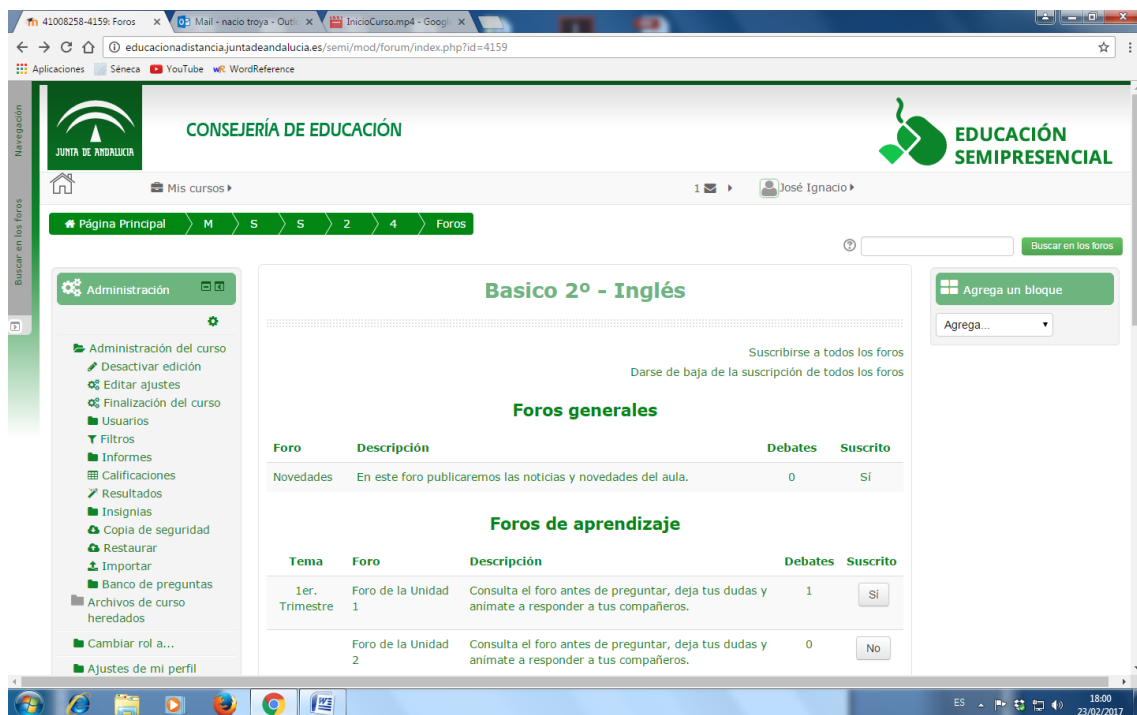 41008258-4159: Foros
Mail - nacio troya - Outlo
InicioCurso.mp4 - Googl
educacionadistancia.juntadeandalucia.es/semi/mod/forum/index.php?id=4159
Aplicaciones Séneca YouTube WordReference
Navegación
Buscar en los foros
JUNTA DE ANDALUCIA
CONSEJERÍA DE EDUCACIÓN
EDUCACIÓN
SEMIPRESENCIAL
Mis cursos
1
José Ignacio
Página Principal M S S 2 4 Foros
Buscar en los foros
Administración
Administración del curso
Desactivar edición
Editar ajustes
Finalización del curso
Usuarios
Filtros
Informes
Calificaciones
Resultados
Insignias
Copia de seguridad
Restaurar
Importar
Banco de preguntas
Archivos de curso
heredados
Cambiar rol a...
Ajustes de mi perfil
Basico 2º - Inglés
Suscribirse a todos los foros
Darse de baja de la suscripción de todos los foros
Foros generales
Foro Descripción Debates Suscrito
Novedades En este foro publicaremos las noticias y novedades del aula. 0 Sí
Foros de aprendizaje
Tema Foro Descripción Debates Suscrito
1er. Foro de la Unidad Consulta el foro antes de preguntar, deja tus dudas y 1 Sí
Trimestre 1 anímate a responder a tus compañeros.
Foro de la Unidad Consulta el foro antes de preguntar, deja tus dudas y 0 No
2 anímate a responder a tus compañeros.
Agrega un bloque
Agrega...
ES
18:00
23/02/2017